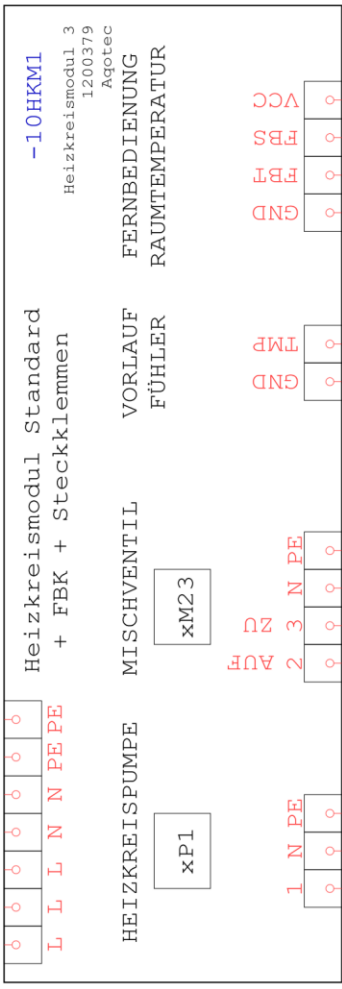 L L L N N PE PE
Heizkreismodul Standard
+ FBK + Steckklemmen
-10HKM1
Heizkreismodul 3
1200379
Aqotec
HEIZKREISPUMPE
xP1
MISCHVENTIL
xM23
VORLAUF
FÜHLER
FERNBEDIENUNG
RAUMTEMPERATUR
1 N PE
AUF ZU
2 3 N PE
GND TMP
GND FBT FBS VCC